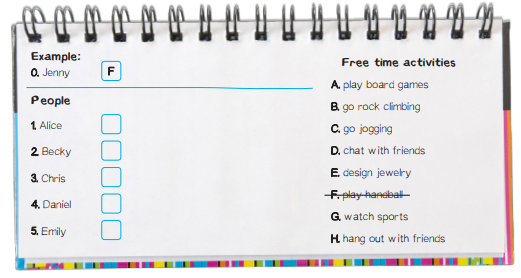 Example:
0. Jenny F
People
1. Alice
2. Becky
3. Chris
4. Daniel
5. Emily
Free time activities
A. play board games
B. go rock climbing
C. go jogging
D. chat with friends
E. design jewelry
F. play handball
G. watch sports
H. hang out with friends